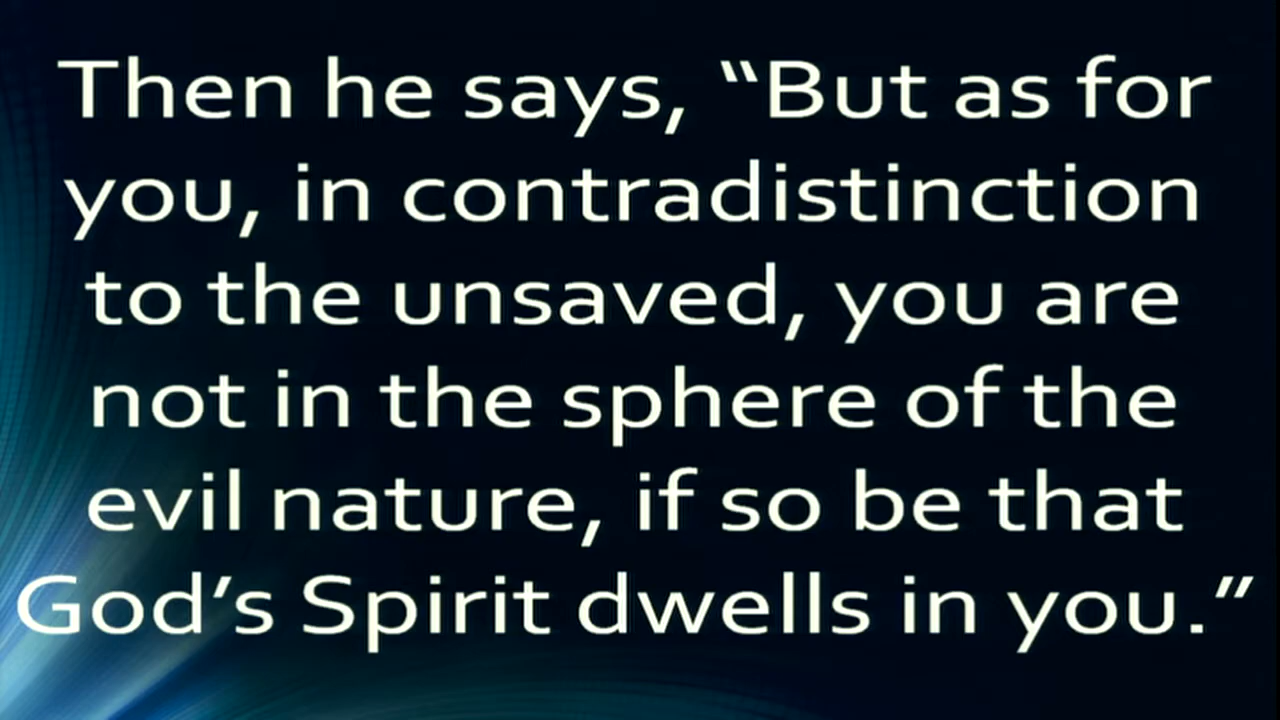 Then he says, “But as for
you, in contradistinction
to the unsaved, you are
not in the sphere of the
evil nature, if so be that
God’s Spirit dwells in you.”